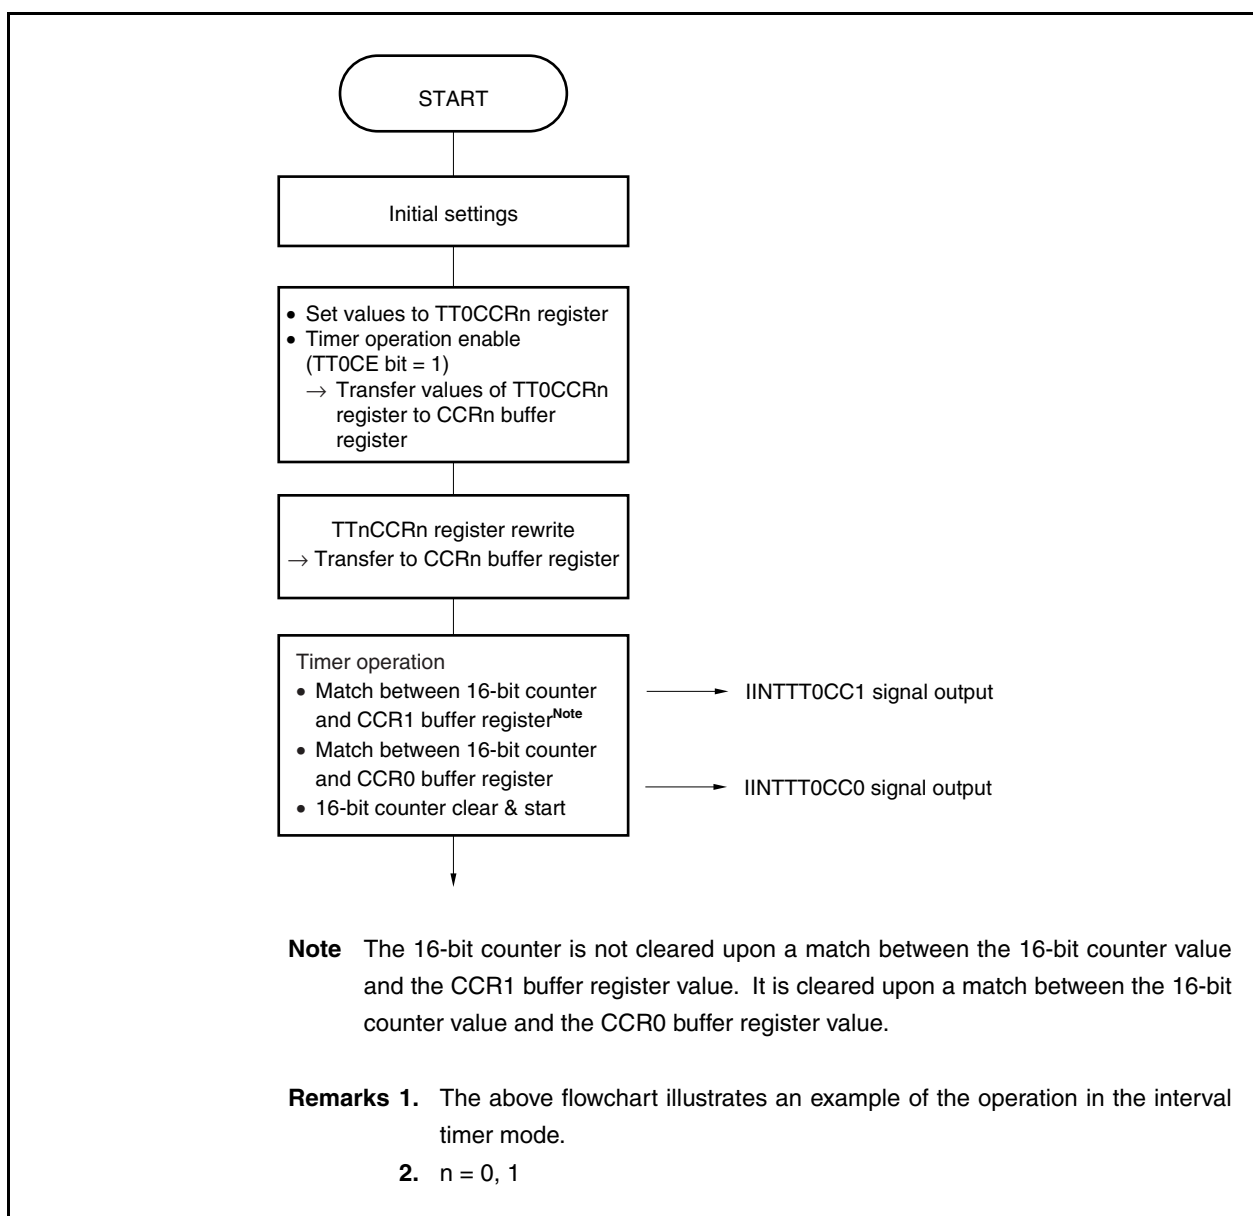 START
Initial settings
• Set values to TT0CCRn register
• Timer operation enable
(TT0CE bit = 1)
→ Transfer values of TT0CCRn
register to CCRn buffer
register
TTnCCRn register rewrite
→ Transfer to CCRn buffer register
Timer operation
• Match between 16-bit counter
and CCR1 buffer registerNote
IINTTT0CC1 signal output
• Match between 16-bit counter
and CCR0 buffer register
IINTTT0CC0 signal output
• 16-bit counter clear & start
Note The 16-bit counter is not cleared upon a match between the 16-bit counter value
and the CCR1 buffer register value. It is cleared upon a match between the 16-bit
counter value and the CCR0 buffer register value.
Remarks 1. The above flowchart illustrates an example of the operation in the interval
timer mode.
2. n = 0, 1